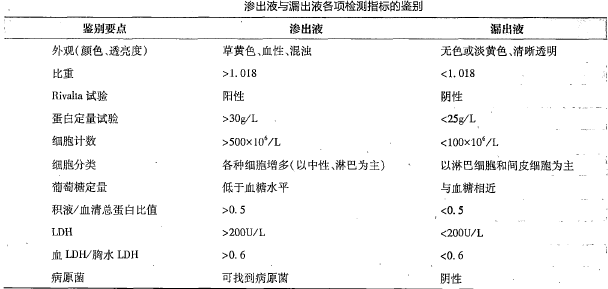 渗出液与漏出液各项检测指标的鉴别
鉴别要点 渗出液 漏出液
外观(颜色、透亮度) 草黄色、血性、混浊 无色或淡黄色、清晰透明
比重 >1.018 <1.018
Rivalta 试验 阳性 阴性
蛋白定量试验 >30g/L <25g/L
细胞计数 >500×10⁶/L <100×10⁶/L
细胞分类 各种细胞增多(以中性、淋巴为主) 以淋巴细胞和间皮细胞为主
葡萄糖定量 低于血糖水平 与血糖相近
积液/血清总蛋白比值 >0.5 <0.5
LDH >200U/L <200U/L
血 LDH/胸水 LDH >0.6 <0.6
病原菌 可找到病原菌 阴性